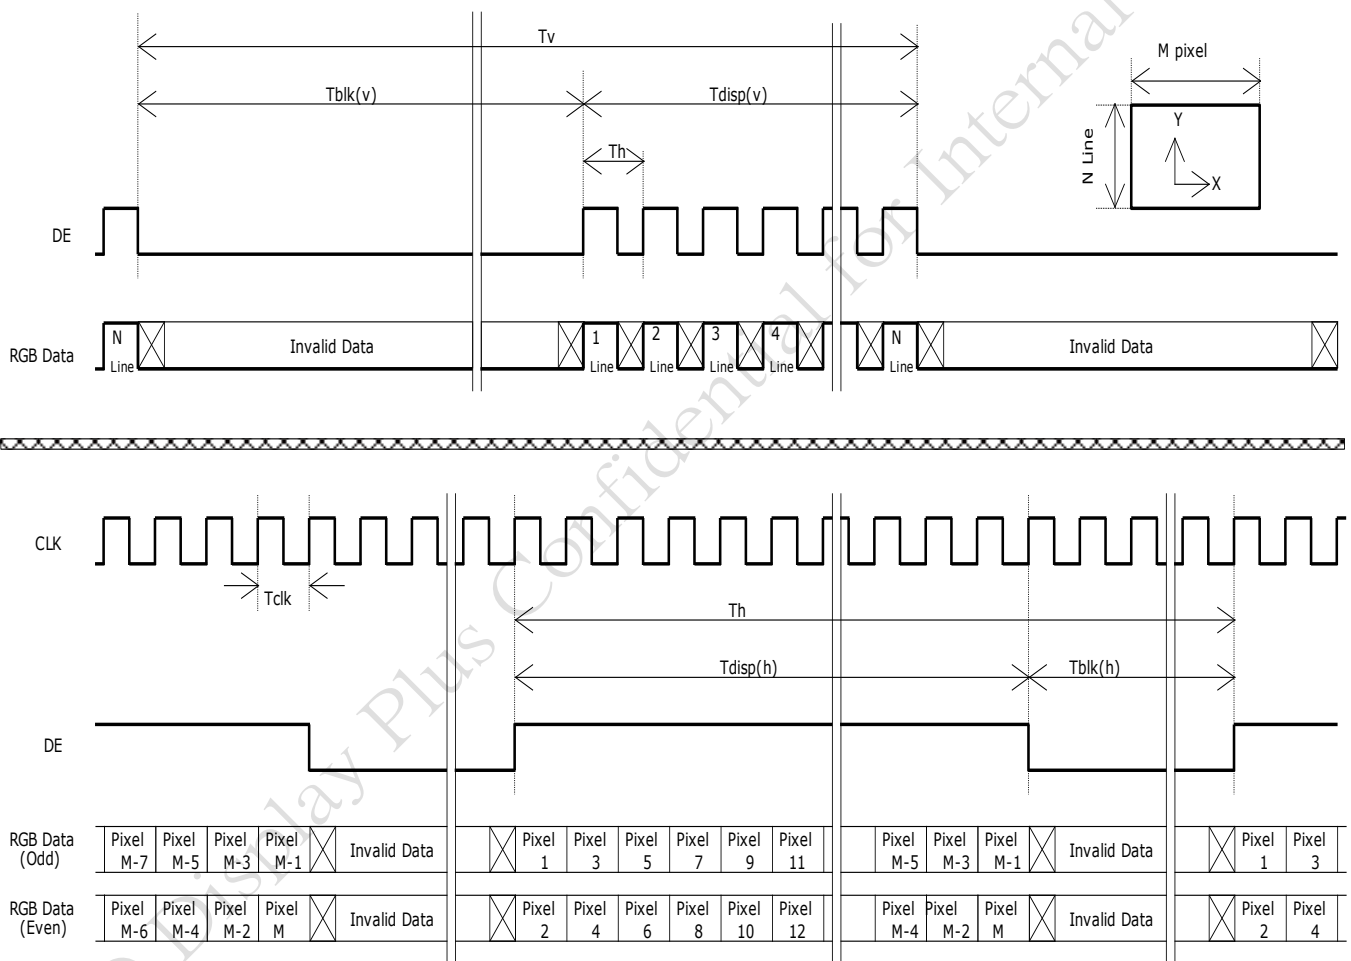 Tv
M pixel
Tblk(v) Tdisp(v)
Th
N Line
Y
X
DE
RGB Data
N Line Invalid Data 1 Line 2 Line 3 Line 4 Line N Line Invalid Data
CLK
Tclk
Th
Tdisp(h) Tblk(h)
DE
RGB Data (Odd)
Pixel M-7 Pixel M-5 Pixel M-3 Pixel M-1 Invalid Data Pixel 1 Pixel 3 Pixel 5 Pixel 7 Pixel 9 Pixel 11 Pixel M-5 Pixel M-3 Pixel M-1 Invalid Data Pixel 1 Pixel 3
RGB Data (Even)
Pixel M-6 Pixel M-4 Pixel M-2 Pixel M Invalid Data Pixel 2 Pixel 4 Pixel 6 Pixel 8 Pixel 10 Pixel 12 Pixel M-4 Pixel M-2 Pixel M Invalid Data Pixel 2 Pixel 4
Display Plus Confidential for Internal